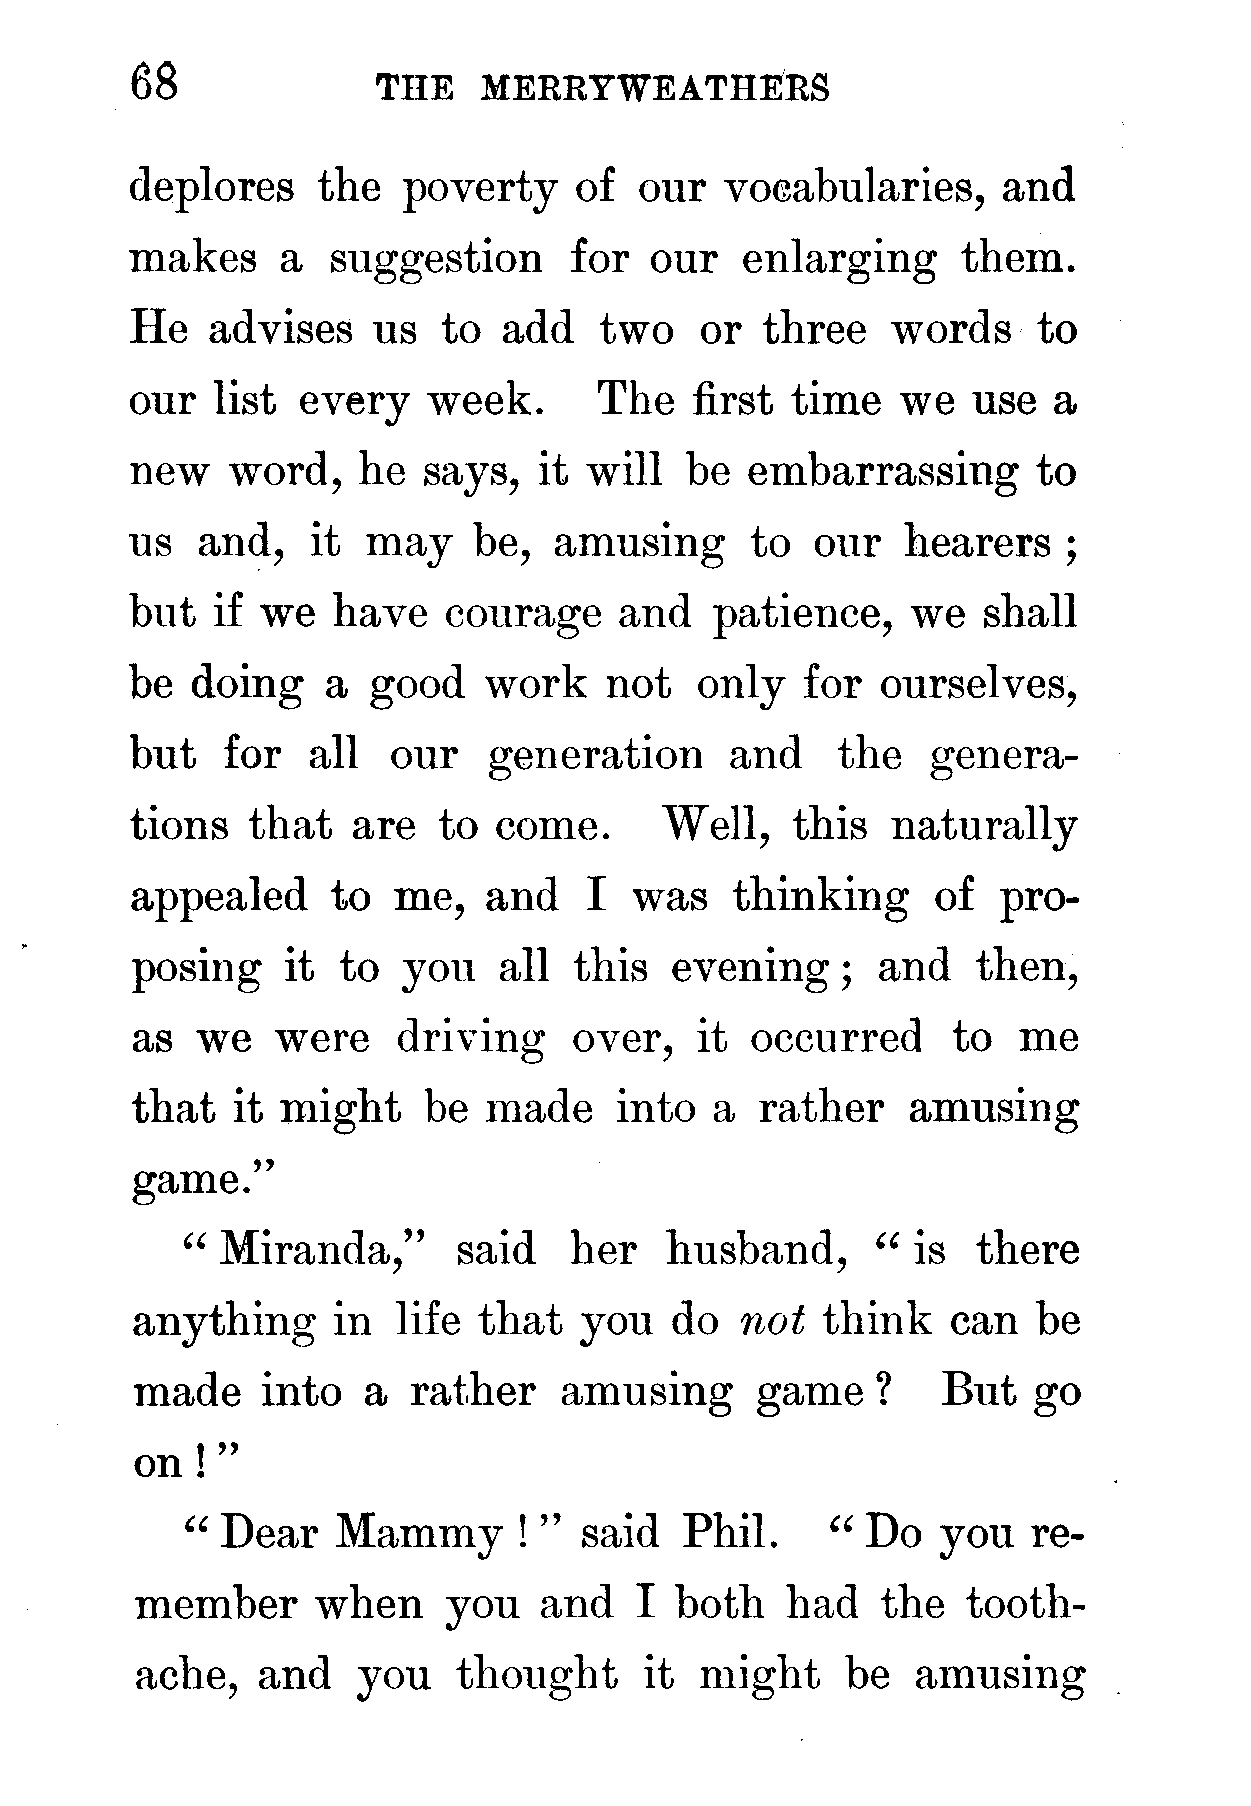 68 THE MERRYWEATHERS
deplores the poverty of our vocabularies, and
makes a suggestion for our enlarging them.
He advises us to add two or three words to
our list every week. The first time we use a
new word, he says, it will be embarrassing to
us and, it may be, amusing to our hearers ;
but if we have courage and patience, we shall
be doing a good work not only for ourselves,
but for all our generation and the genera-
tions that are to come. Well, this naturally
appealed to me, and I was thinking of pro-
posing it to you all this evening ; and then,
as we were driving over, it occurred to me
that it might be made into a rather amusing
game.”
“ Miranda,” said her husband, “ is there
anything in life that you do not think can be
made into a rather amusing game ? But go
on ! ”
“ Dear Mammy ! ” said Phil. “ Do you re-
member when you and I both had the tooth-
ache, and you thought it might be amusing